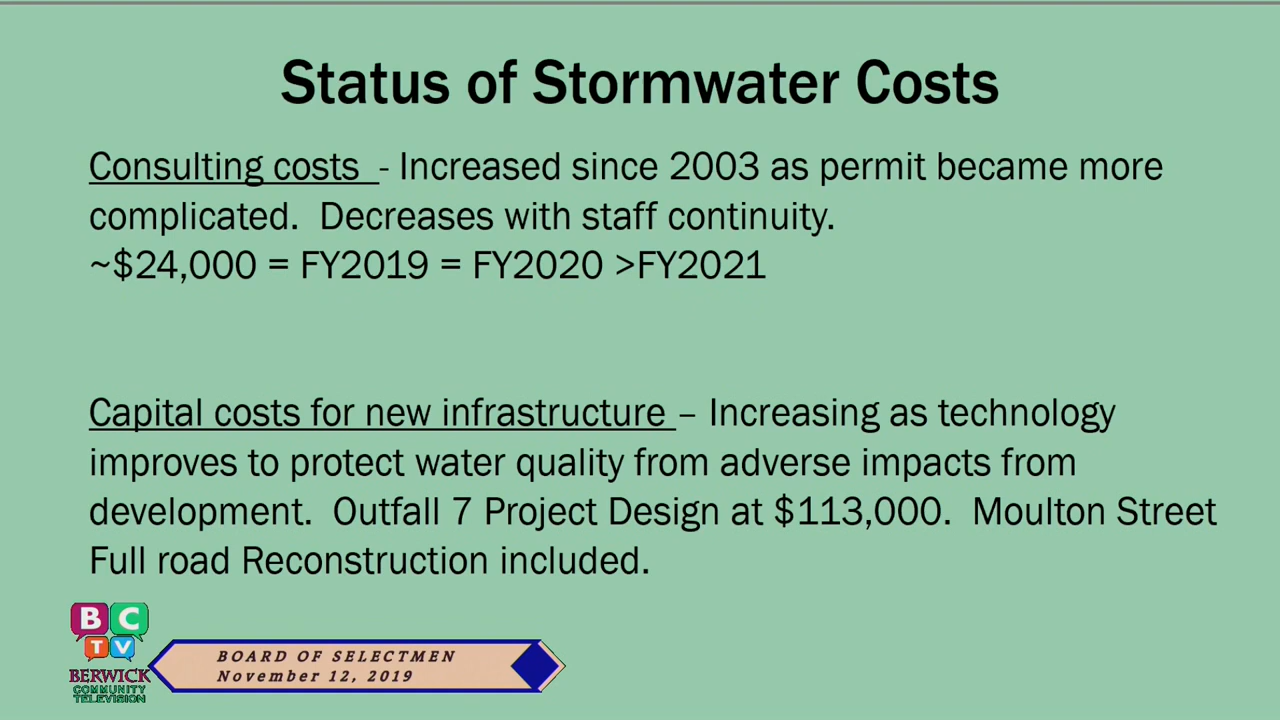 Status of Stormwater Costs
Consulting costs - Increased since 2003 as permit became more
complicated. Decreases with staff continuity.
~$24,000 = FY2019 = FY2020 >FY2021
Capital costs for new infrastructure – Increasing as technology
improves to protect water quality from adverse impacts from
development. Outfall 7 Project Design at $113,000. Moulton Street
Full road Reconstruction included.
BC
TV
BERWICK
COMMUNITY
TELEVISION
BOARD OF SELECTMEN
November 12, 2019